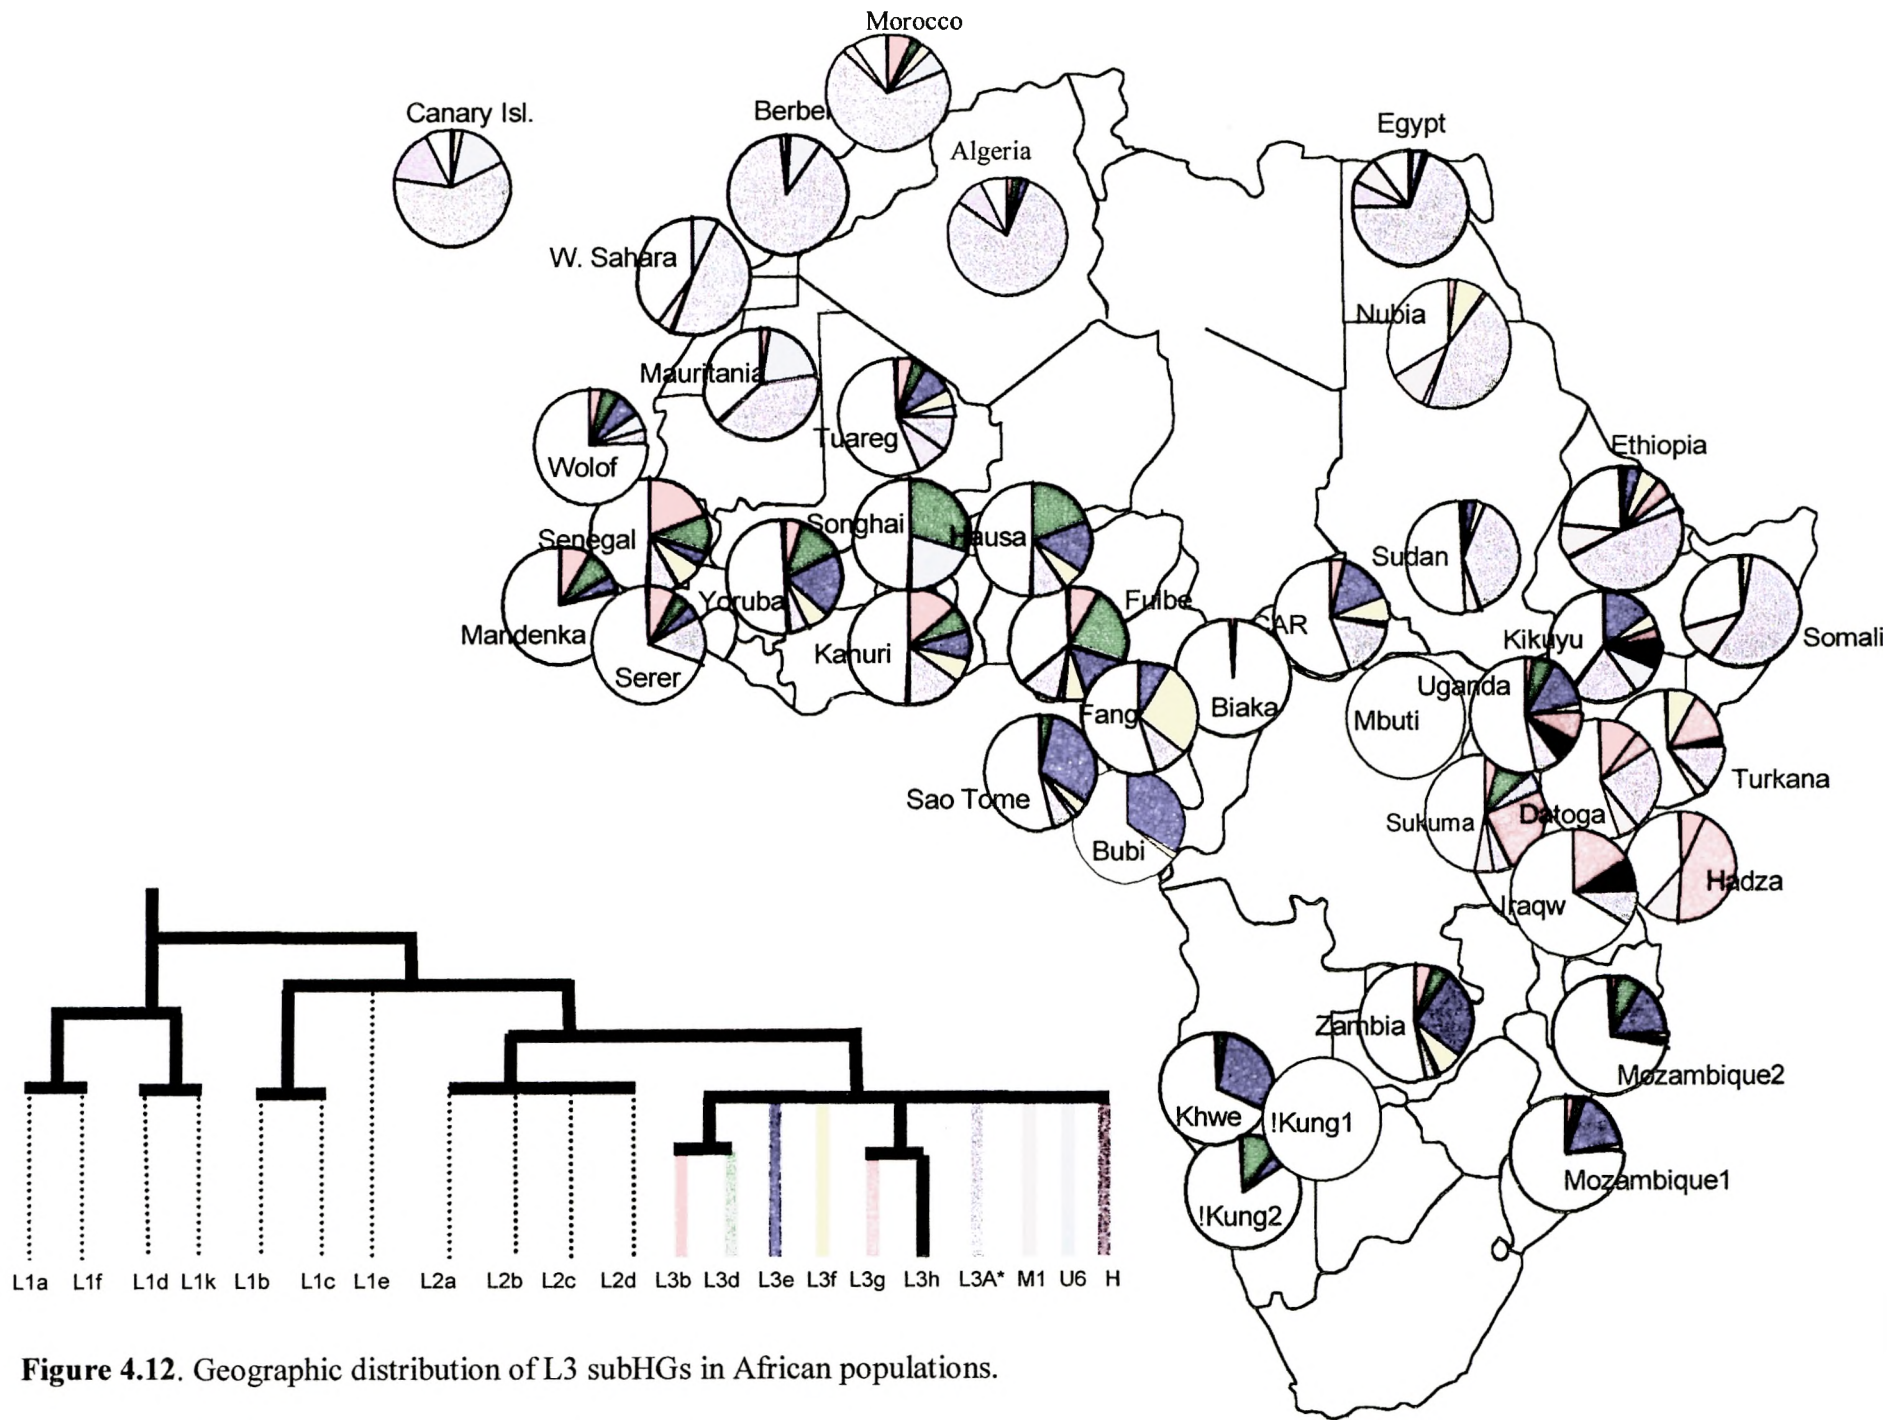 Morocco
Canary Isl.
Berber
Egypt
Algeria
W. Sahara
Nubia
Mauritania
Tuareg
Wolof
Ethiopia
Senegal
Songhai
Hausa
Sudan
Yoruba
Fulbe
Mandenka
CAR
Kikuyu
Somali
Kanuri
Serer
Uganda
Fang
Biaka
Mbuti
Turkana
Sao Tome
Sukuma
Datoga
Bubi
Hadza
Iraqw
Zambia
Mozambique2
Khwe
!Kung1
Mozambique1
!Kung2
L1a L1f L1d L1k L1b L1c L1e L2a L2b L2c L2d L3b L3d L3e L3f L3g L3h L3A* M1 U6 H
Figure 4.12. Geographic distribution of L3 subHGs in African populations.